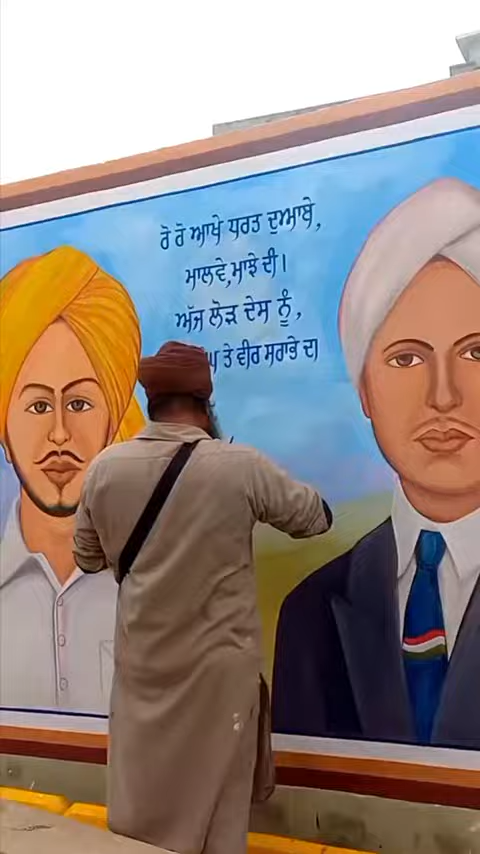 ਰੋ ਰੋ ਆਖੇ ਧਰਤ ਦੁਆਬੇ,
ਮਾਲਵੇ,ਮਾਝੇ ਦੀ।
ਅੱਜ ਲੋੜ ਦੇਸ ਨੂੰ,
ਤੇ ਵੀਰ ਸਰਾਭੇ ਦਾ